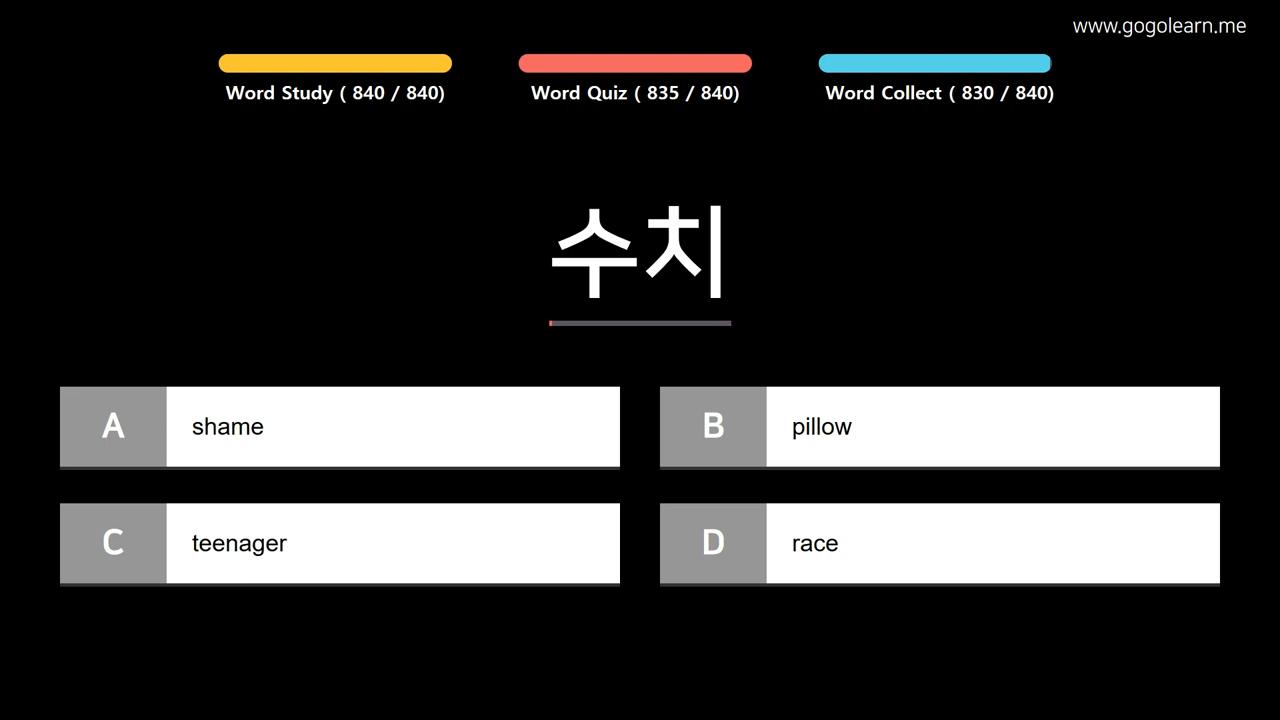 www.gogolearn.me
Word Study ( 840 / 840)
Word Quiz ( 835 / 840)
Word Collect ( 830 / 840)
수치
A shame
B pillow
C teenager
D race